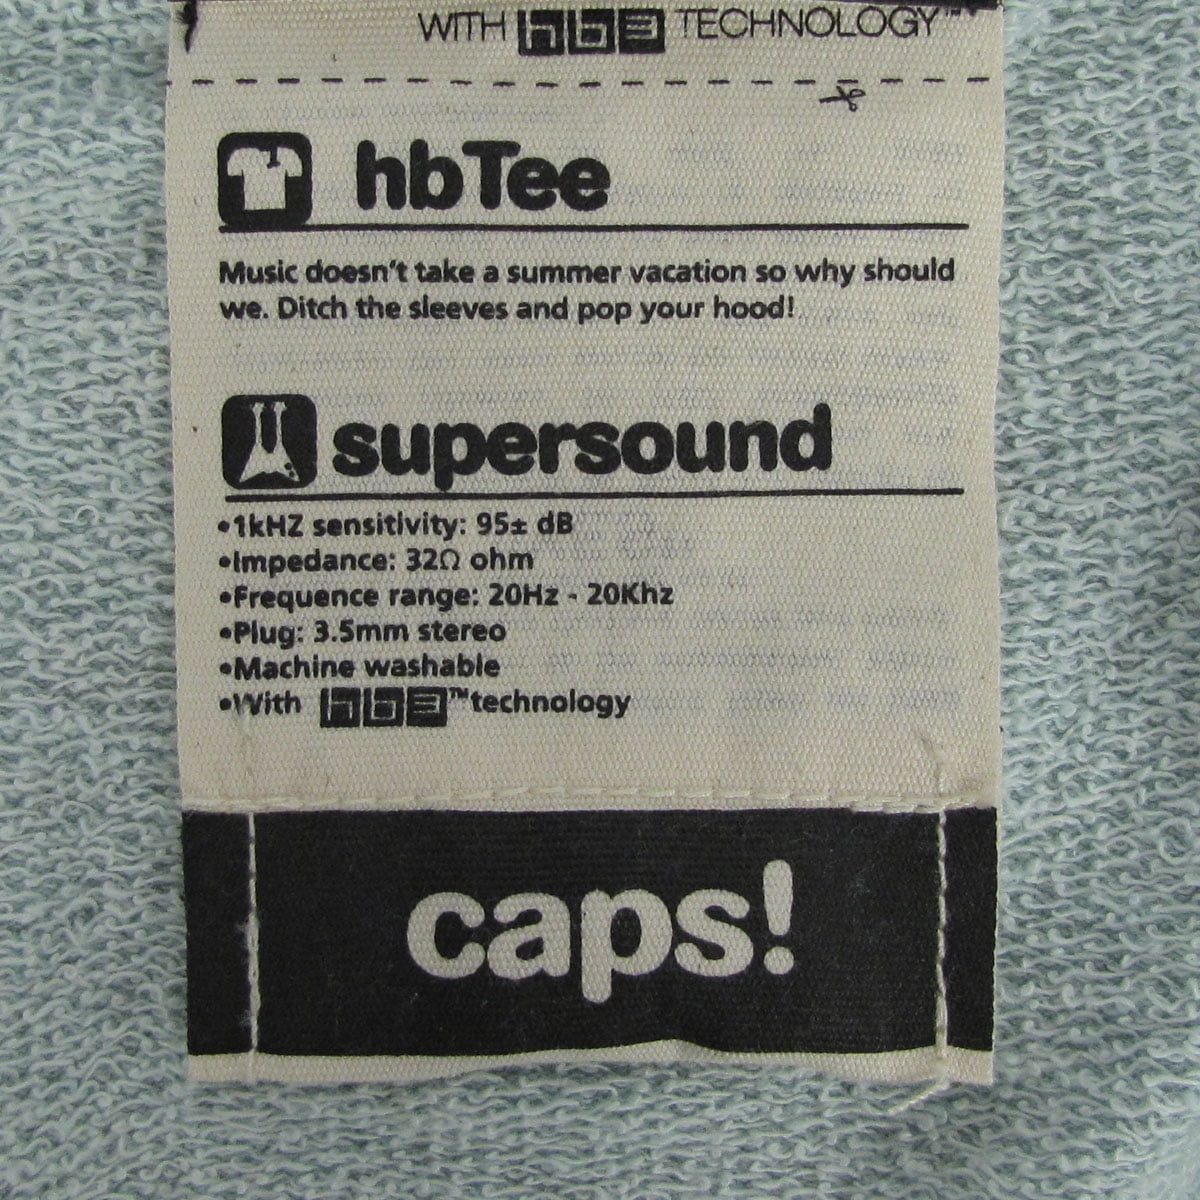 WITH hb3 TECHNOLOGY™
hbTee
Music doesn't take a summer vacation so why should
we. Ditch the sleeves and pop your hood!
supersound
•1kHZ sensitivity: 95± dB
•Impedance: 32Ω ohm
•Frequence range: 20Hz - 20Khz
•Plug: 3.5mm stereo
•Machine washable
•With hb3™technology
caps!